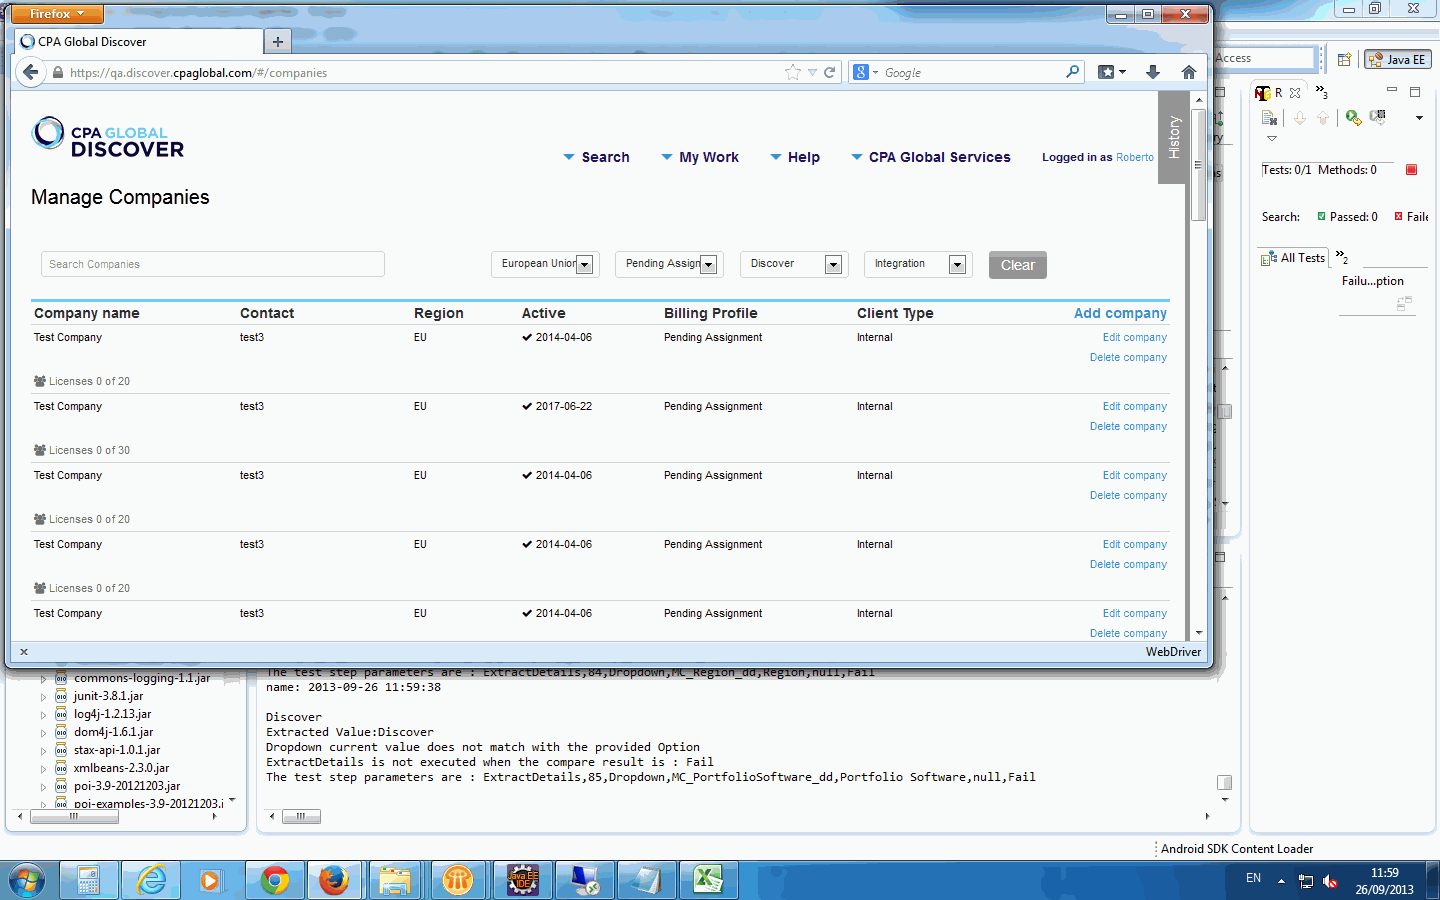 Firefox
CPA Global Discover
https://qa.discover.cpaglobal.com/#/companies
Google
Access
Java EE
CPA GLOBAL
DISCOVER
Search
My Work
Help
CPA Global Services
Logged in as Roberto
History
Manage Companies
Search Companies
European Union
Pending Assign
Discover
Integration
Clear
Company name Contact Region Active Billing Profile Client Type Add company
Test Company test3 EU 2014-04-06 Pending Assignment Internal Edit company
Delete company
Licenses 0 of 20
Test Company test3 EU 2017-06-22 Pending Assignment Internal Edit company
Delete company
Licenses 0 of 30
Test Company test3 EU 2014-04-06 Pending Assignment Internal Edit company
Delete company
Licenses 0 of 20
Test Company test3 EU 2014-04-06 Pending Assignment Internal Edit company
Delete company
Licenses 0 of 20
Test Company test3 EU 2014-04-06 Pending Assignment Internal Edit company
Delete company
WebDriver
R
3
Tests: 0/1 Methods: 0
Search: Passed: 0 Faile
All Tests
2
Failu...ption
commons-logging-1.1.jar
junit-3.8.1.jar
log4j-1.2.13.jar
dom4j-1.6.1.jar
stax-api-1.0.1.jar
xmlbeans-2.3.0.jar
poi-3.9-20121203.jar
poi-examples-3.9-20121203.j
The test step parameters are : ExtractDetails,84,Dropdown,MC_Region_dd,Region,null,Fail
name: 2013-09-26 11:59:38
Discover
Extracted Value:Discover
Dropdown current value does not match with the provided Option
ExtractDetails is not executed when the compare result is : Fail
The test step parameters are : ExtractDetails,85,Dropdown,MC_PortfolioSoftware_dd,Portfolio Software,null,Fail
Android SDK Content Loader
Java EE
IDE
EN
11:59
26/09/2013